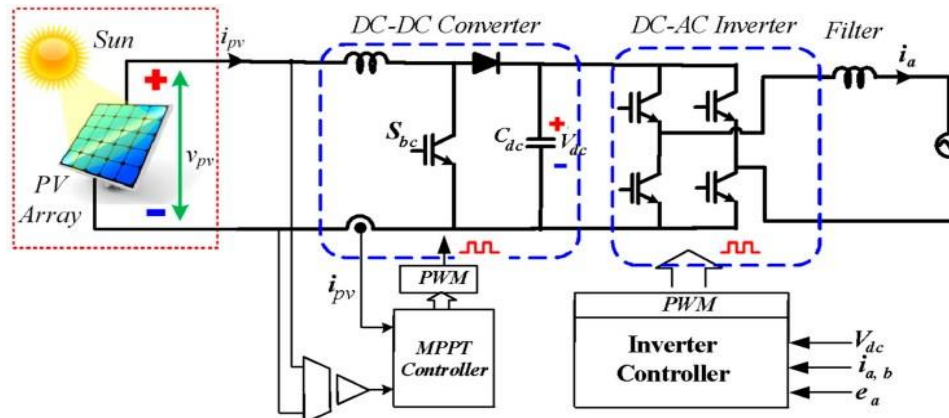 DC-DC Converter
DC-AC Inverter
Filter
Sun
i_pv
i_a
+
S_bc
C_dc
+
V_dc
-
v_pv
PV
Array
-
i_pv
PWM
MPPT
Controller
PWM
Inverter
Controller
V_dc
i_a, b
e_a